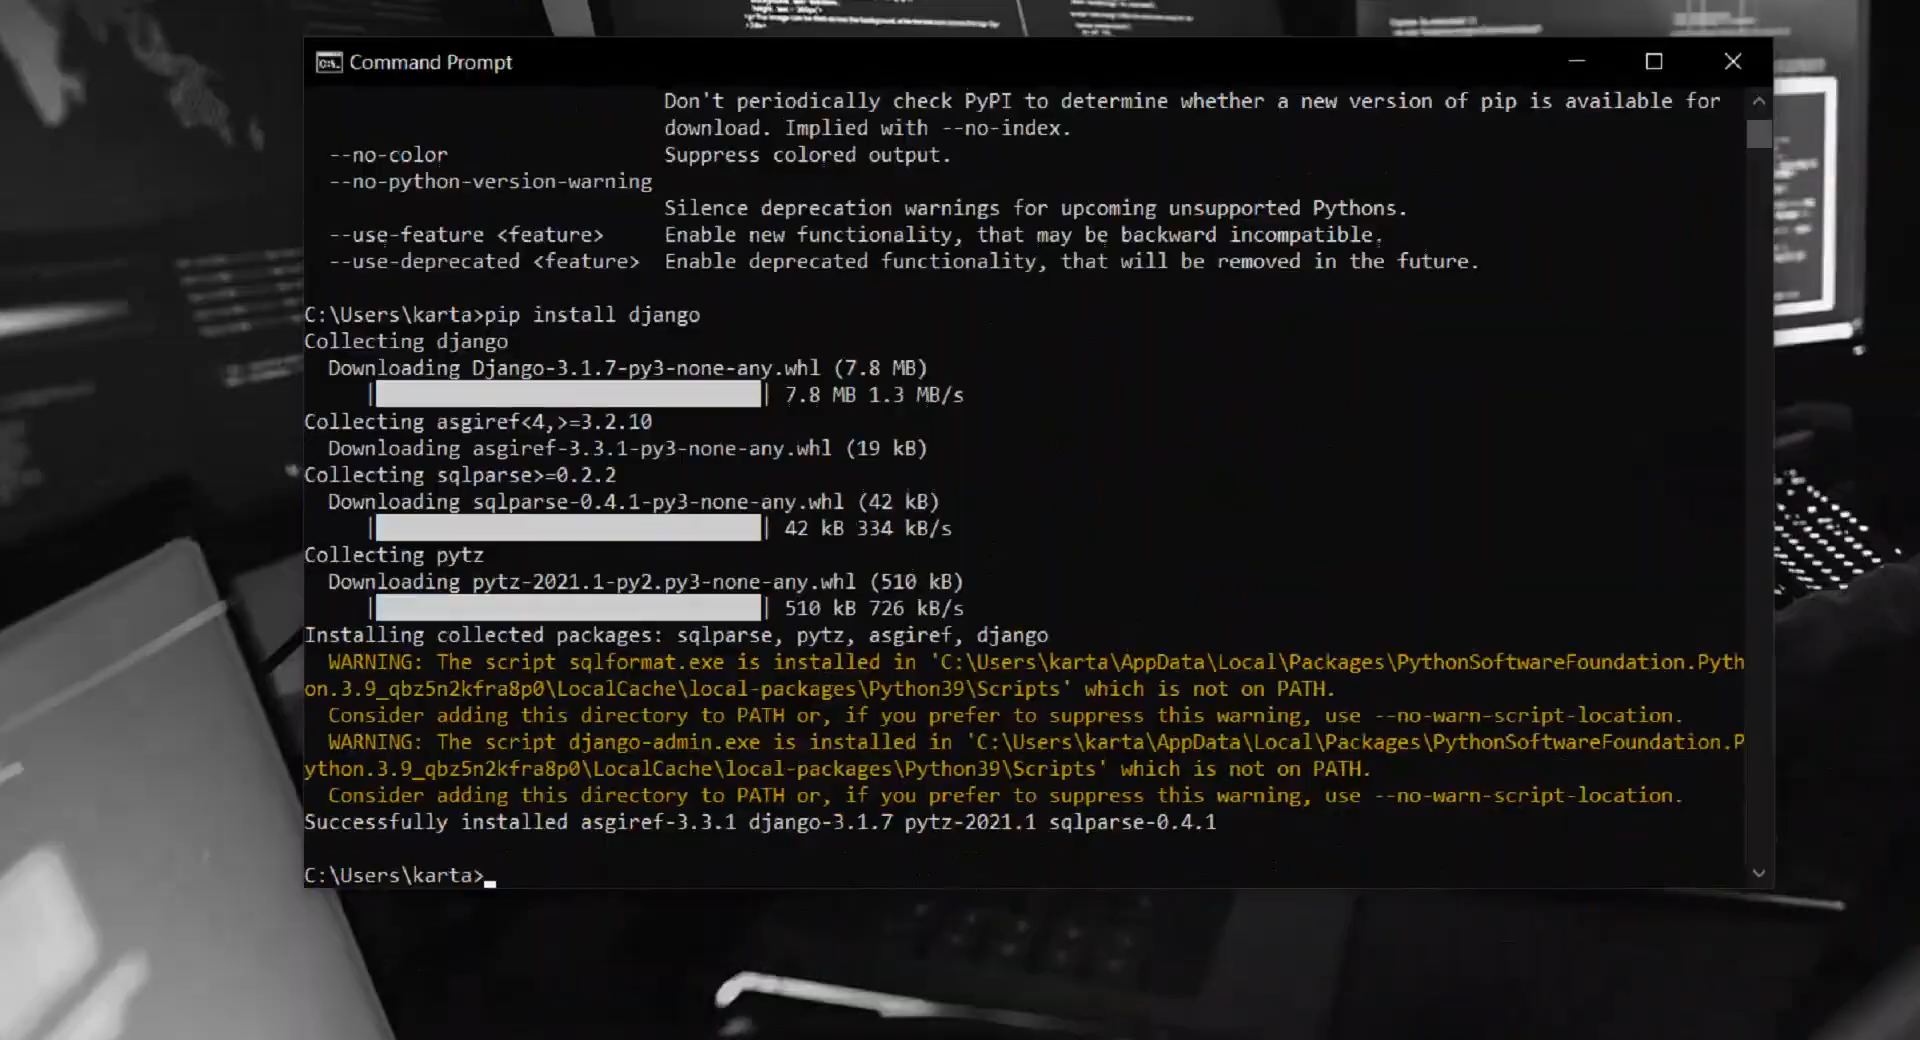 Command Prompt
Don't periodically check PyPI to determine whether a new version of pip is available for
download. Implied with --no-index.
--no-color Suppress colored output.
--no-python-version-warning
Silence deprecation warnings for upcoming unsupported Pythons.
--use-feature <feature> Enable new functionality, that may be backward incompatible.
--use-deprecated <feature> Enable deprecated functionality, that will be removed in the future.
C:\Users\karta>pip install django
Collecting django
Downloading Django-3.1.7-py3-none-any.whl (7.8 MB)
| | 7.8 MB 1.3 MB/s
Collecting asgiref<4,>=3.2.10
Downloading asgiref-3.3.1-py3-none-any.whl (19 kB)
Collecting sqlparse>=0.2.2
Downloading sqlparse-0.4.1-py3-none-any.whl (42 kB)
| | 42 kB 334 kB/s
Collecting pytz
Downloading pytz-2021.1-py2.py3-none-any.whl (510 kB)
| | 510 kB 726 kB/s
Installing collected packages: sqlparse, pytz, asgiref, django
WARNING: The script sqlformat.exe is installed in 'C:\Users\karta\AppData\Local\Packages\PythonSoftwareFoundation.Pyth
on.3.9_qbz5n2kfra8p0\LocalCache\local-packages\Python39\Scripts' which is not on PATH.
Consider adding this directory to PATH or, if you prefer to suppress this warning, use --no-warn-script-location.
WARNING: The script django-admin.exe is installed in 'C:\Users\karta\AppData\Local\Packages\PythonSoftwareFoundation.P
ython.3.9_qbz5n2kfra8p0\LocalCache\local-packages\Python39\Scripts' which is not on PATH.
Consider adding this directory to PATH or, if you prefer to suppress this warning, use --no-warn-script-location.
Successfully installed asgiref-3.3.1 django-3.1.7 pytz-2021.1 sqlparse-0.4.1
C:\Users\karta>